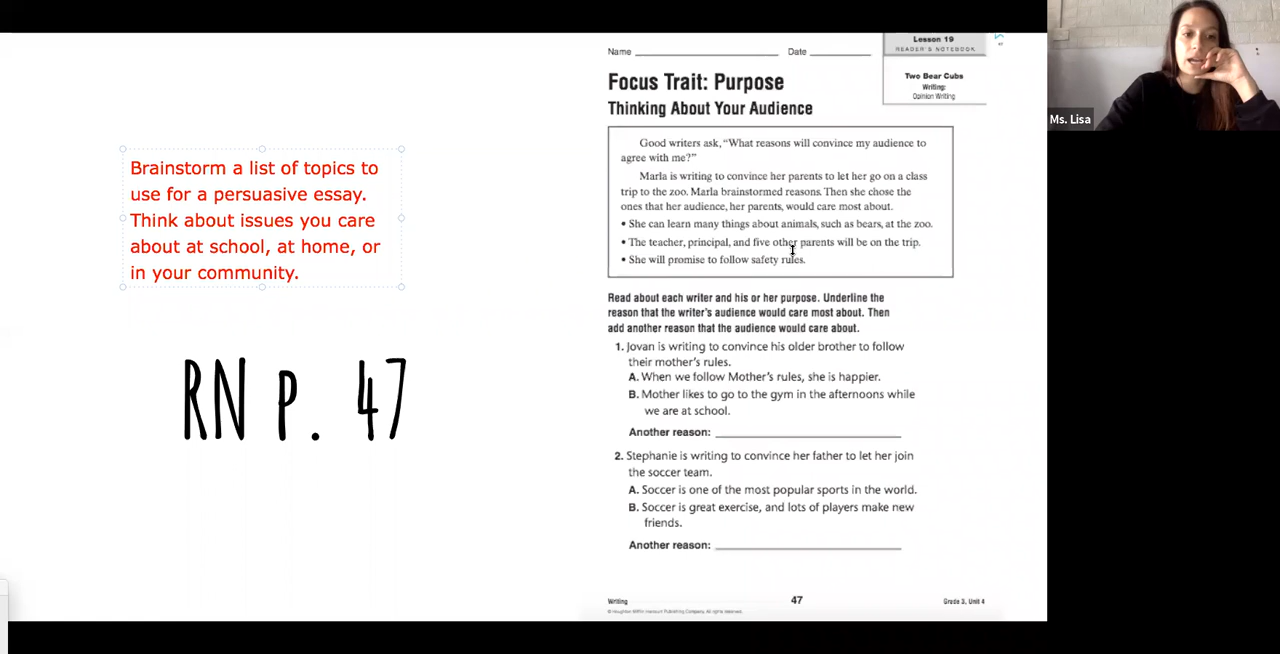 Brainstorm a list of topics to
use for a persuasive essay.
Think about issues you care
about at school, at home, or
in your community.
RN p. 47
Name
Date
Lesson 19
READER'S NOTEBOOK
Two Bear Cubs
Writing:
Opinion Writing
Focus Trait: Purpose
Thinking About Your Audience
Good writers ask, "What reasons will convince my audience to
agree with me?"
Marla is writing to convince her parents to let her go on a class
trip to the zoo. Marla brainstormed reasons. Then she chose the
ones that her audience, her parents, would care most about.
• She can learn many things about animals, such as bears, at the zoo.
• The teacher, principal, and five other parents will be on the trip.
• She will promise to follow safety rules.
Read about each writer and his or her purpose. Underline the
reason that the writer's audience would care most about. Then
add another reason that the audience would care about.
1. Jovan is writing to convince his older brother to follow
their mother's rules.
A. When we follow Mother's rules, she is happier.
B. Mother likes to go to the gym in the afternoons while
we are at school.
Another reason:
2. Stephanie is writing to convince her father to let her join
the soccer team.
A. Soccer is one of the most popular sports in the world.
B. Soccer is great exercise, and lots of players make new
friends.
Another reason:
Writing
47
Grade 3, Unit 4
© Houghton Mifflin Harcourt Publishing Company. All rights reserved.
Ms. Lisa